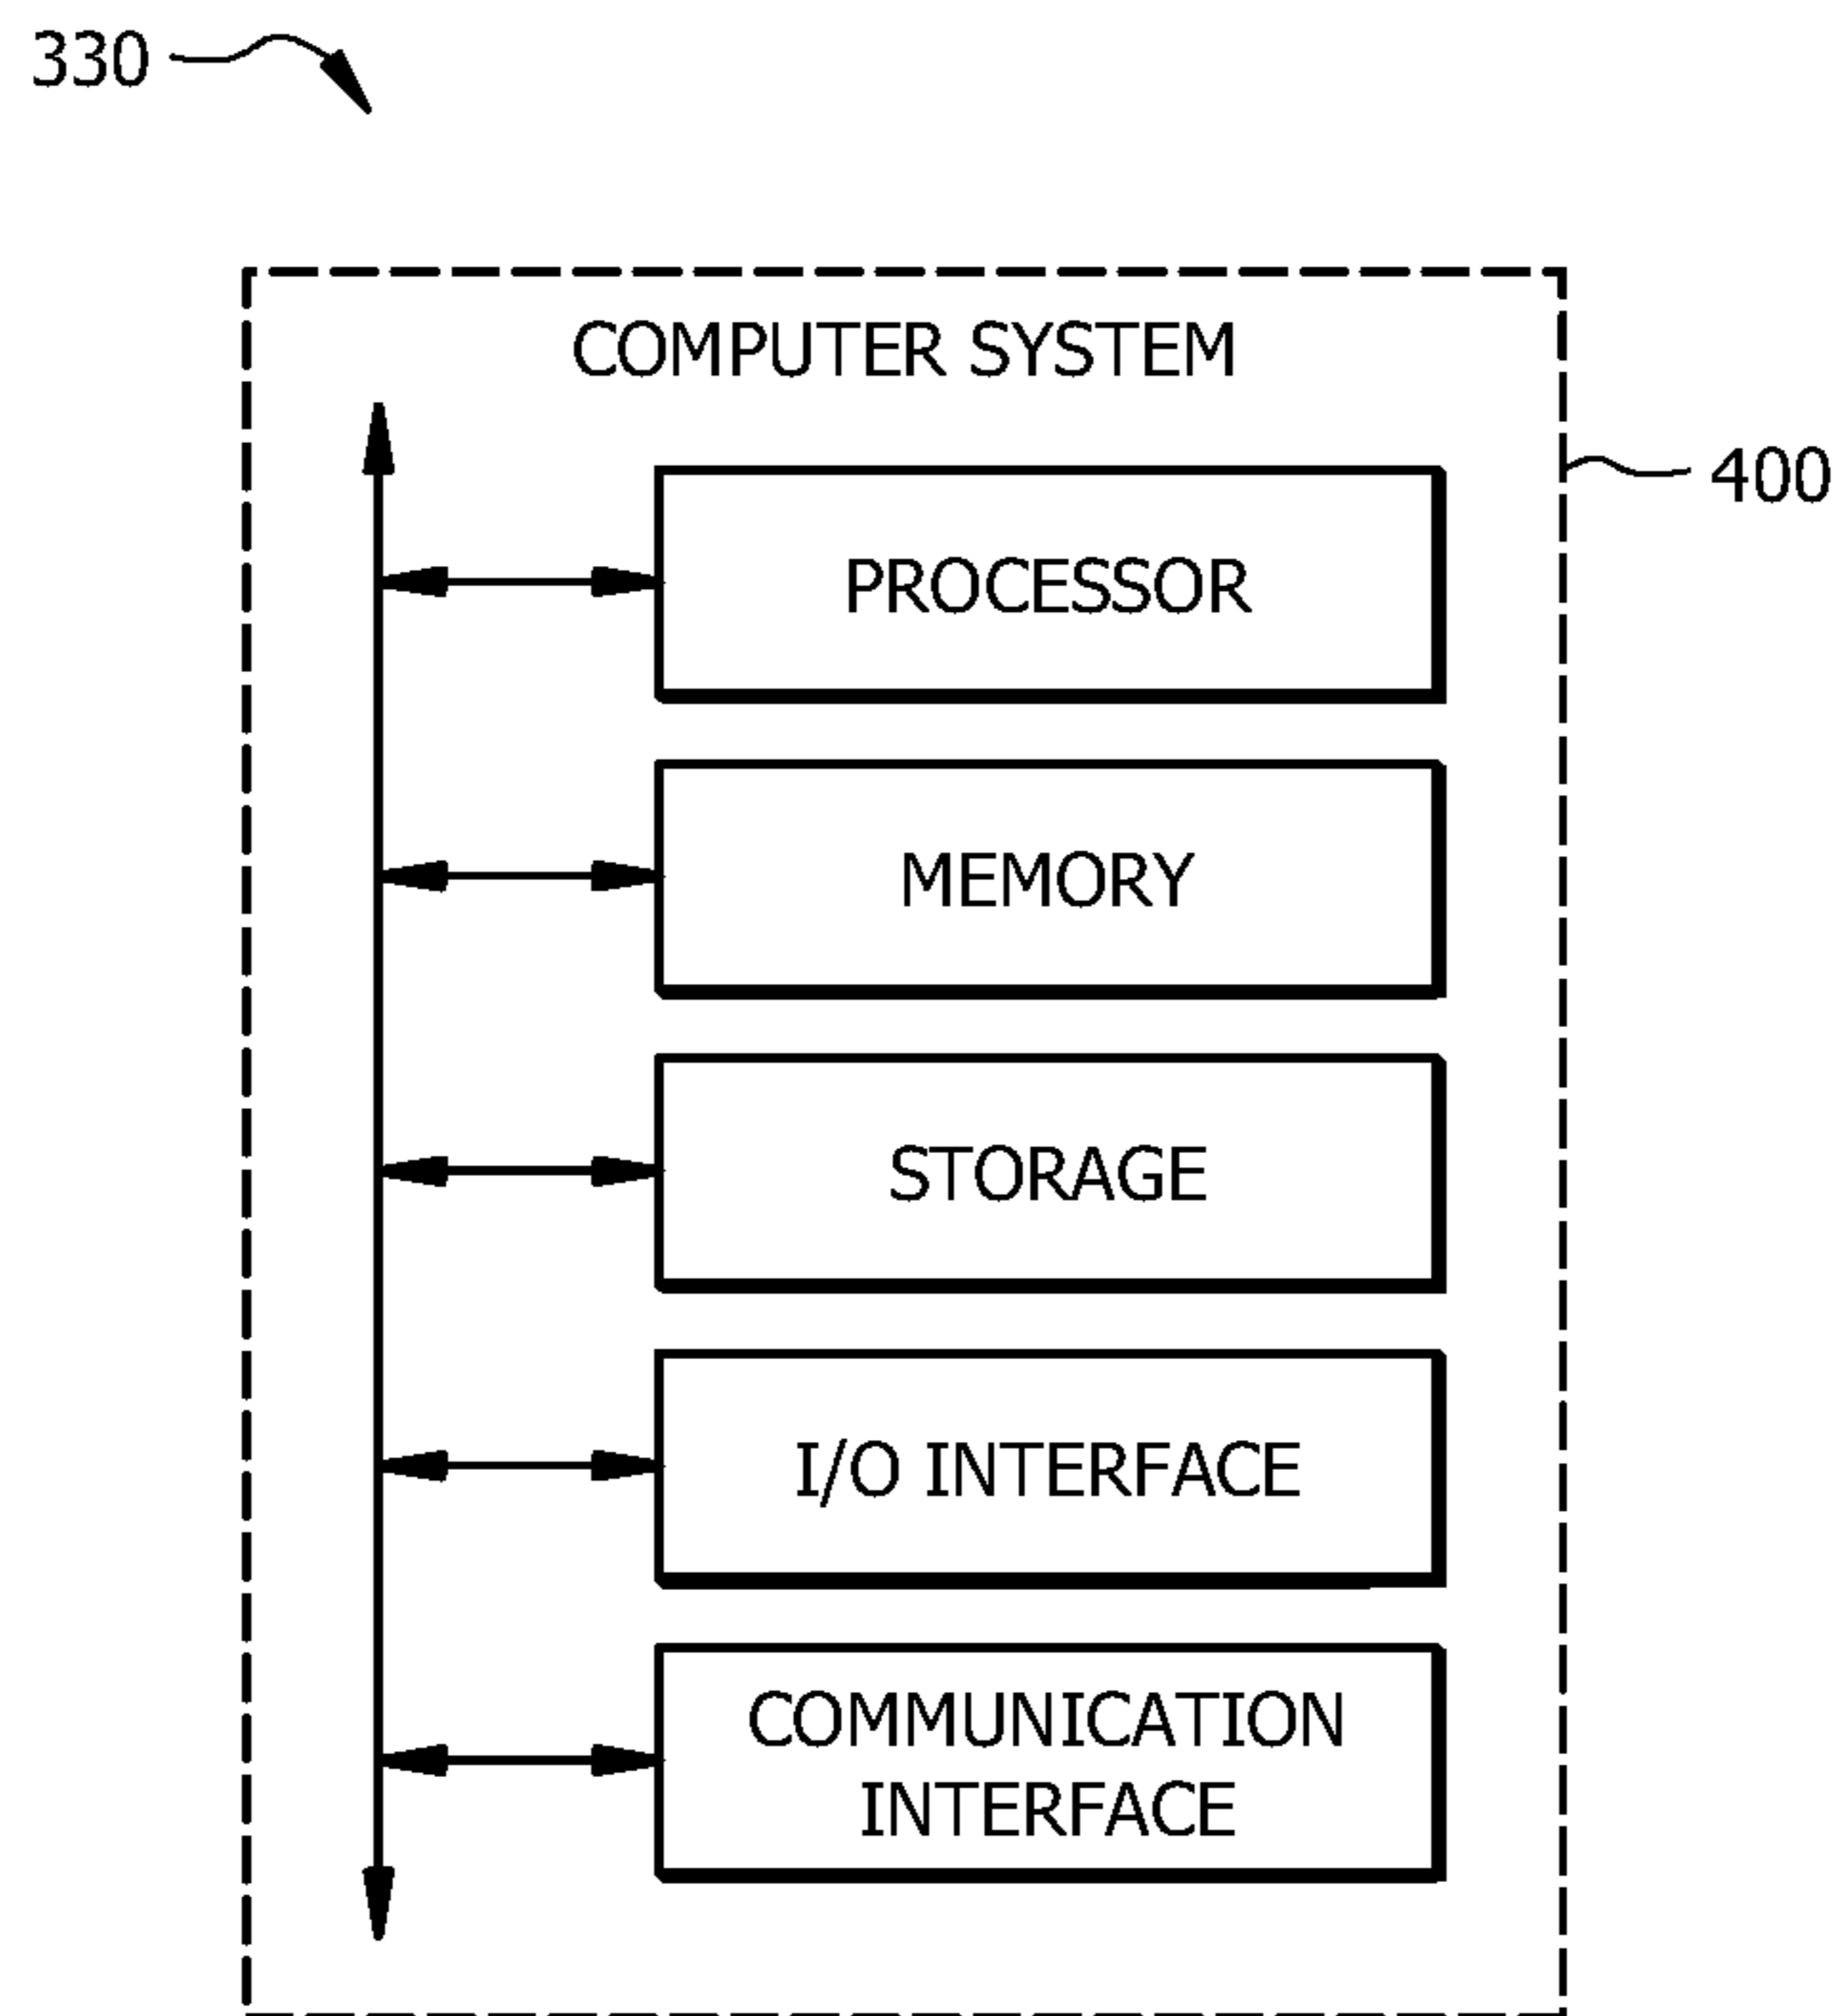 330
COMPUTER SYSTEM
400
PROCESSOR
MEMORY
STORAGE
I/O INTERFACE
COMMUNICATION
INTERFACE